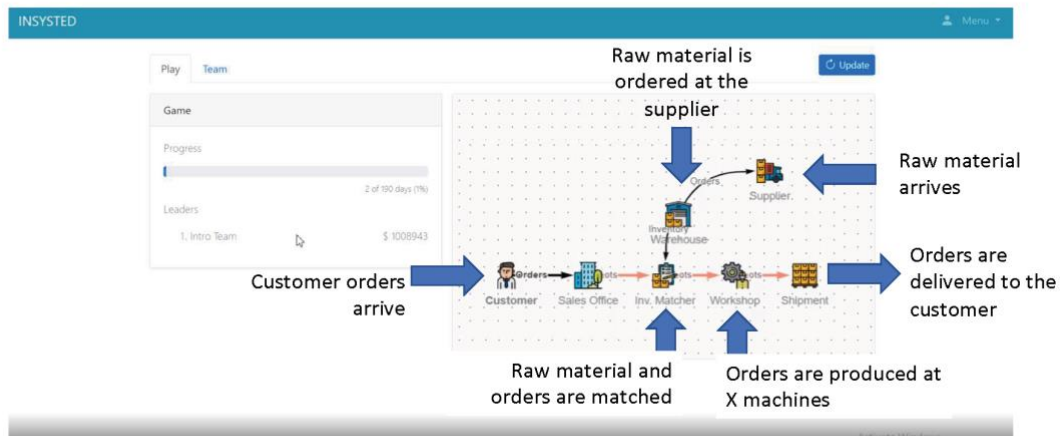 INSYSTED
Menu
Play
Team
Update
Raw material is
ordered at the
supplier
Game
Progress
2 of 190 days (1%)
Leaders
1. Intro Team
$ 1008943
Orders
Supplier.
Raw material
arrives
Inventory
Warehouse
Customer orders
arrive
Orders
Customer
Sales Office
Inv. Matcher
Workshop
Shipment
Orders are
delivered to the
customer
Raw material and
orders are matched
Orders are produced at
X machines